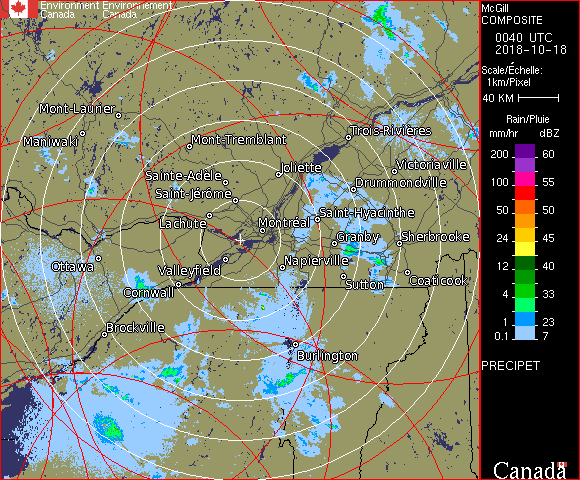 Environment Environnement
Canada Canada
McGill
COMPOSITE
0040 UTC
2018-10-18
Scale/Échelle:
1km/Pixel
40 KM
Rain/Pluie
mm/hr dBZ
200 60
100 55
50 50
24 45
12 40
4 33
1 23
0.1 7
PRECIPET
Mont-Laurier
Maniwaki
Mont-Tremblant
Trois-Rivières
Joliette
Victoriaville
Sainte-Adèle
Drummondville
Saint-Jérôme
Saint-Hyacinthe
Lachute
Montréal
Granby
Sherbrooke
Ottawa
Valleyfield
Napierville
Cornwall
Sutton
Coaticook
Brockville
Burlington
Canada